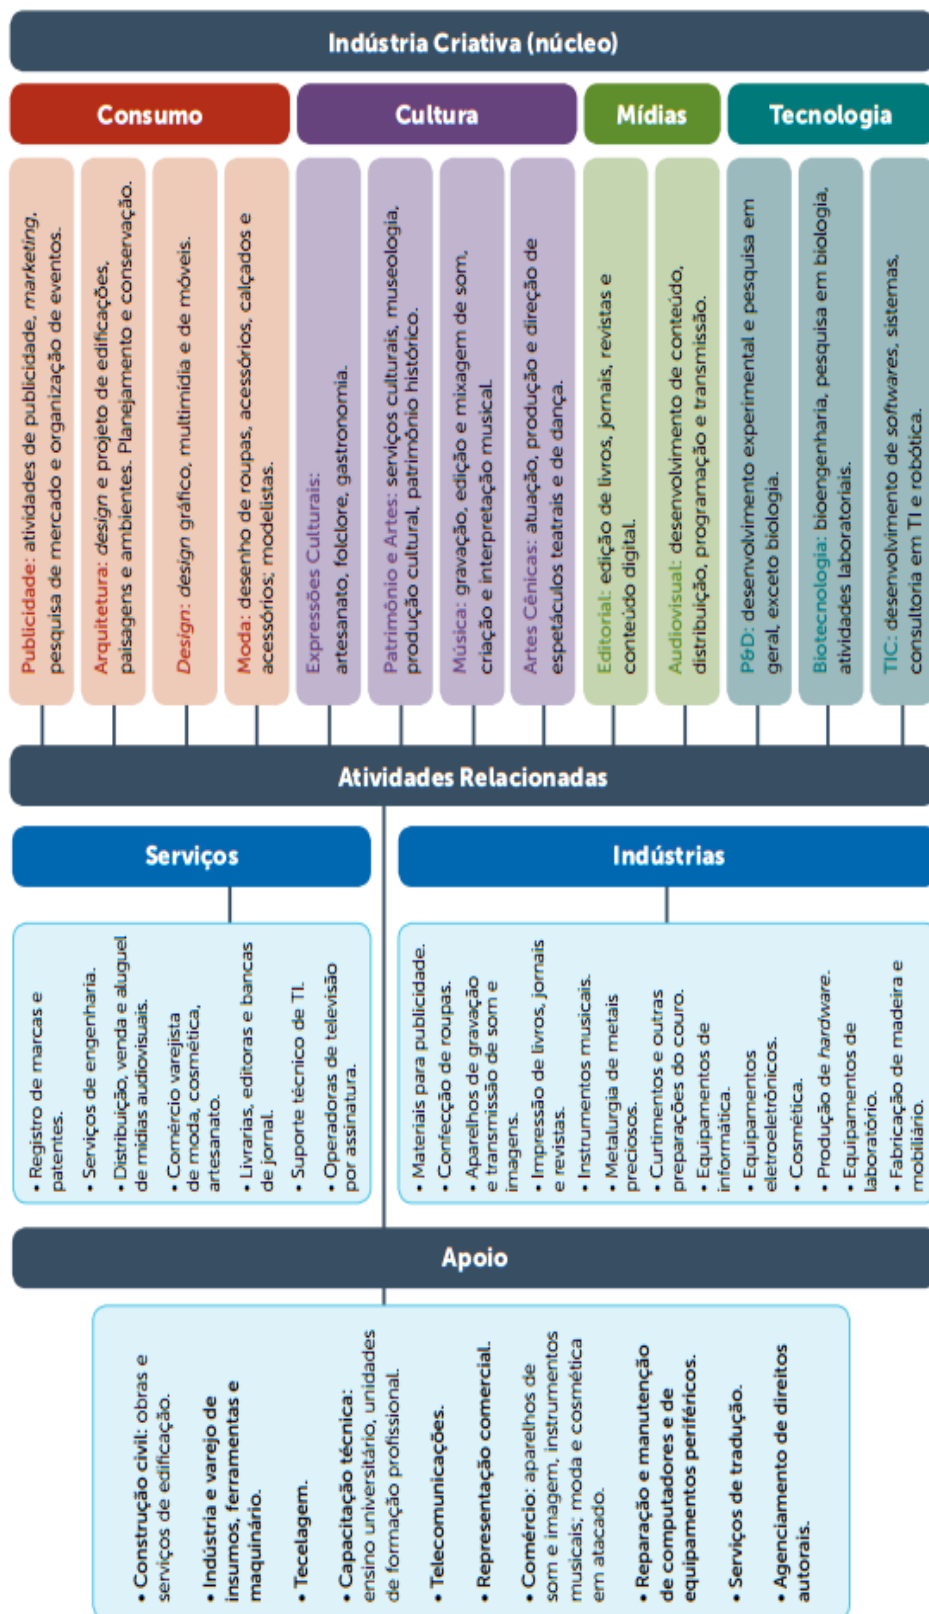 Indústria Criativa (núcleo)
Consumo
Cultura
Mídias
Tecnologia
Publicidade: atividades de publicidade, marketing,
pesquisa de mercado e organização de eventos.
Arquitetura: design e projeto de edificações,
paisagens e ambientes. Planejamento e conservação.
Design: design gráfico, multimídia e de móveis.
Moda: desenho de roupas, acessórios, calçados e
acessórios; modelistas.
Expressões Culturais:
artesanato, folclore, gastronomia.
Patrimônio e Artes: serviços culturais, museologia,
produção cultural, patrimônio histórico.
Música: gravação, edição e mixagem de som,
criação e interpretação musical.
Artes Cênicas: atuação, produção e direção de
espetáculos teatrais e de dança.
Editorial: edição de livros, jornais, revistas e
conteúdo digital.
Audiovisual: desenvolvimento de conteúdo,
distribuição, programação e transmissão.
P&D: desenvolvimento experimental e pesquisa em
geral, exceto biologia.
Biotecnologia: bioengenharia, pesquisa em biologia,
atividades laboratoriais.
TIC: desenvolvimento de softwares, sistemas,
consultoria em TI e robótica.
Atividades Relacionadas
Serviços
• Registro de marcas e
patentes.
• Serviços de engenharia.
• Distribuição, venda e aluguel
de mídias audiovisuais.
• Comércio varejista
de moda, cosmética,
artesanato.
• Livrarias, editoras e bancas
de jornal.
• Suporte técnico de TI.
• Operadoras de televisão
por assinatura.
Indústrias
• Materiais para publicidade.
• Confecção de roupas.
• Aparelhos de gravação
e transmissão de som e
imagens.
• Impressão de livros, jornais
e revistas.
• Instrumentos musicais.
• Metalurgia de metais
preciosos.
• Curtimentos e outras
preparações do couro.
• Equipamentos de
informática.
• Equipamentos
eletroeletrônicos.
• Cosmética.
• Produção de hardware.
• Equipamentos de
laboratório.
• Fabricação de madeira e
mobiliário.
Apoio
• Construção civil: obras e
serviços de edificação.
• Indústria e varejo de
insumos, ferramentas e
maquinário.
• Tecelagem.
• Capacitação técnica:
ensino universitário, unidades
de formação profissional.
• Telecomunicações.
• Representação comercial.
• Comércio: aparelhos de
som e imagem, instrumentos
musicais; moda e cosmética
em atacado.
• Reparação e manutenção
de computadores e de
equipamentos periféricos.
• Serviços de tradução.
• Agenciamento de direitos
autorais.